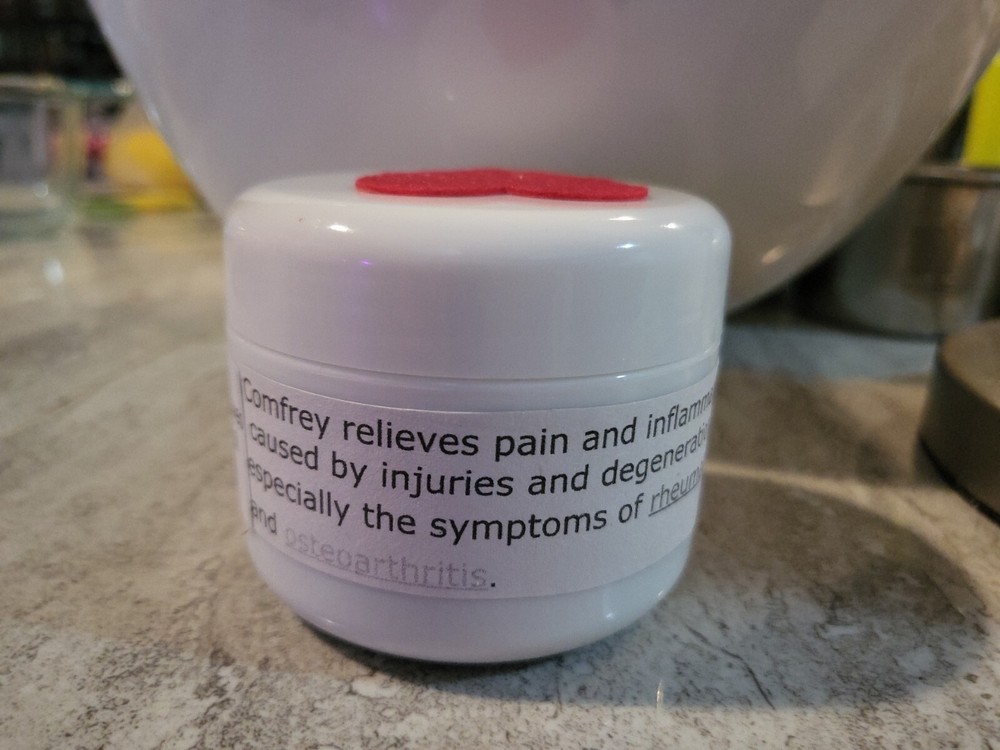 Comfrey relieves pain and
caused by injuries and
especially the symptoms of
and osteoarthritis.